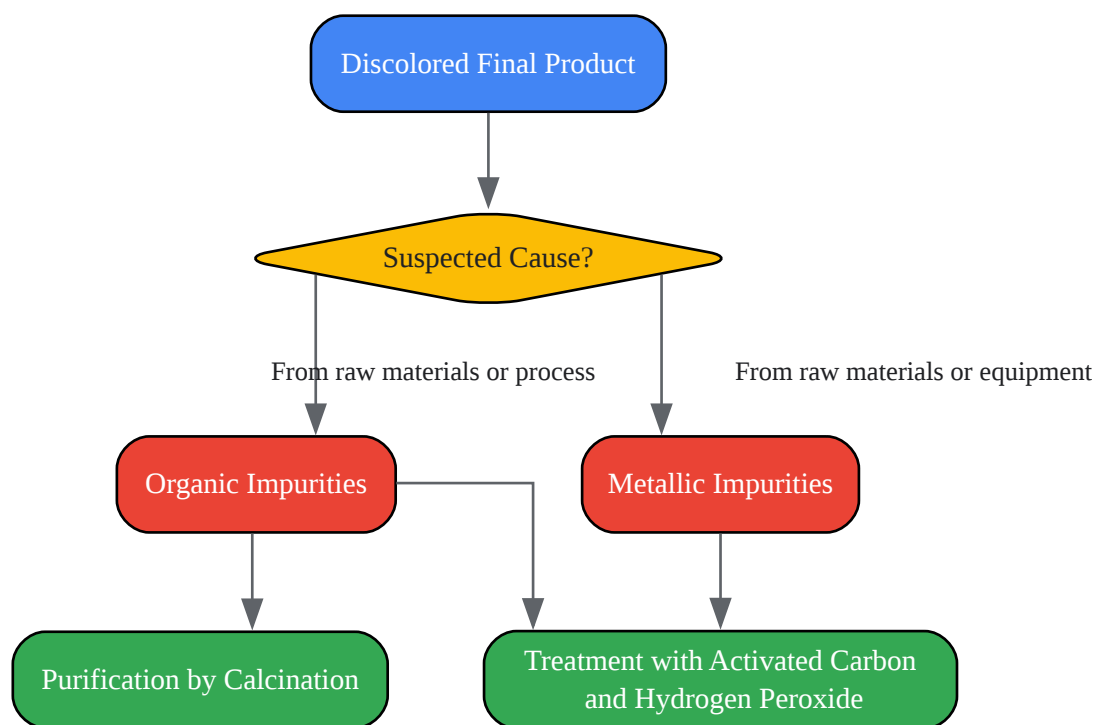 Discolored Final Product
Suspected Cause?
From raw materials or process
From raw materials or equipment
Organic Impurities
Metallic Impurities
Purification by Calcination
Treatment with Activated Carbon
and Hydrogen Peroxide